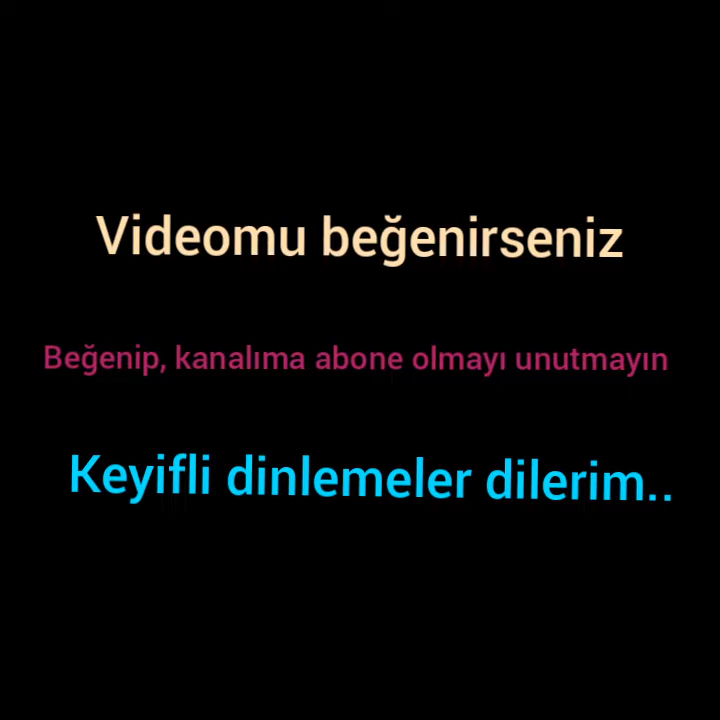 Videomu beğenirseniz
Beğenip, kanalıma abone olmayı unutmayın
Keyifli dinlemeler dilerim..